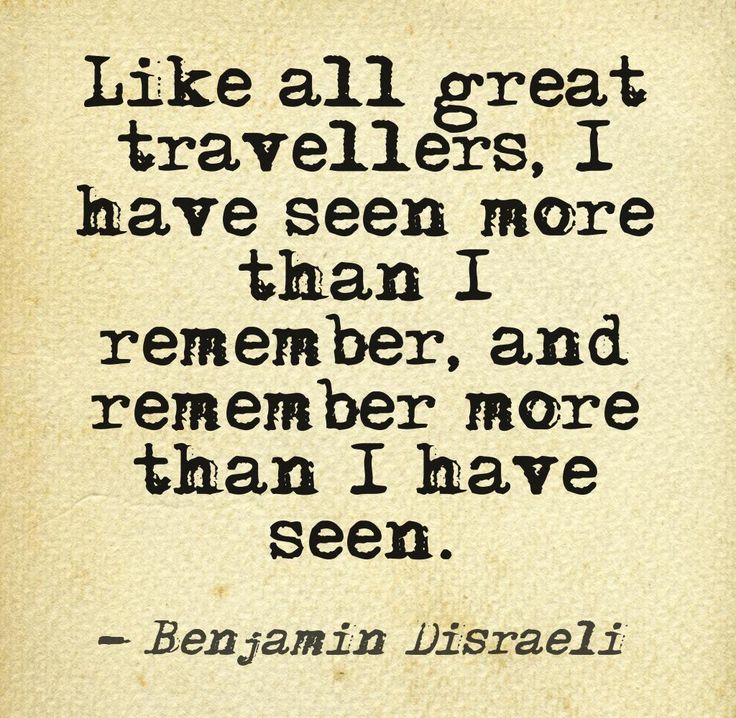 Like all great
travellers, I
have seen more
than I
remember, and
remember more
than I have
seen.
– Benjamin Disraeli